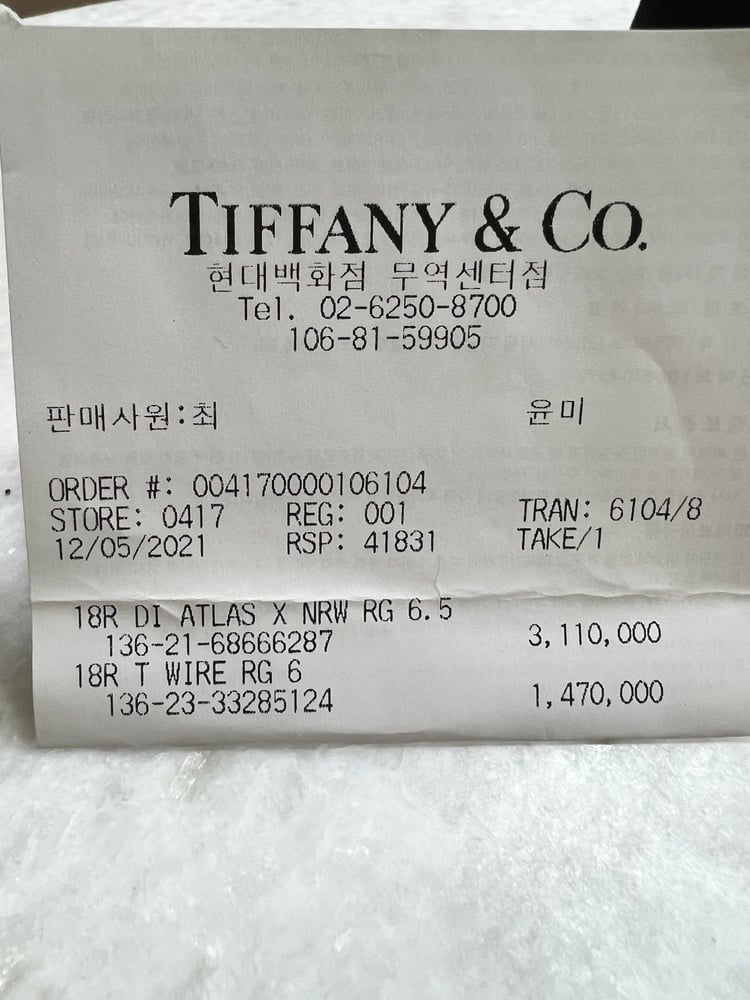 TIFFANY & CO.
현대백화점 무역센터점
Tel. 02-6250-8700
106-81-59905
판매사원:최 윤미
ORDER #: 004170000106104
STORE: 0417 REG: 001 TRAN: 6104/8
12/05/2021 RSP: 41831 TAKE/1
18R DI ATLAS X NRW RG 6.5
136-21-68666287 3,110,000
18R T WIRE RG 6
136-23-33285124 1,470,000